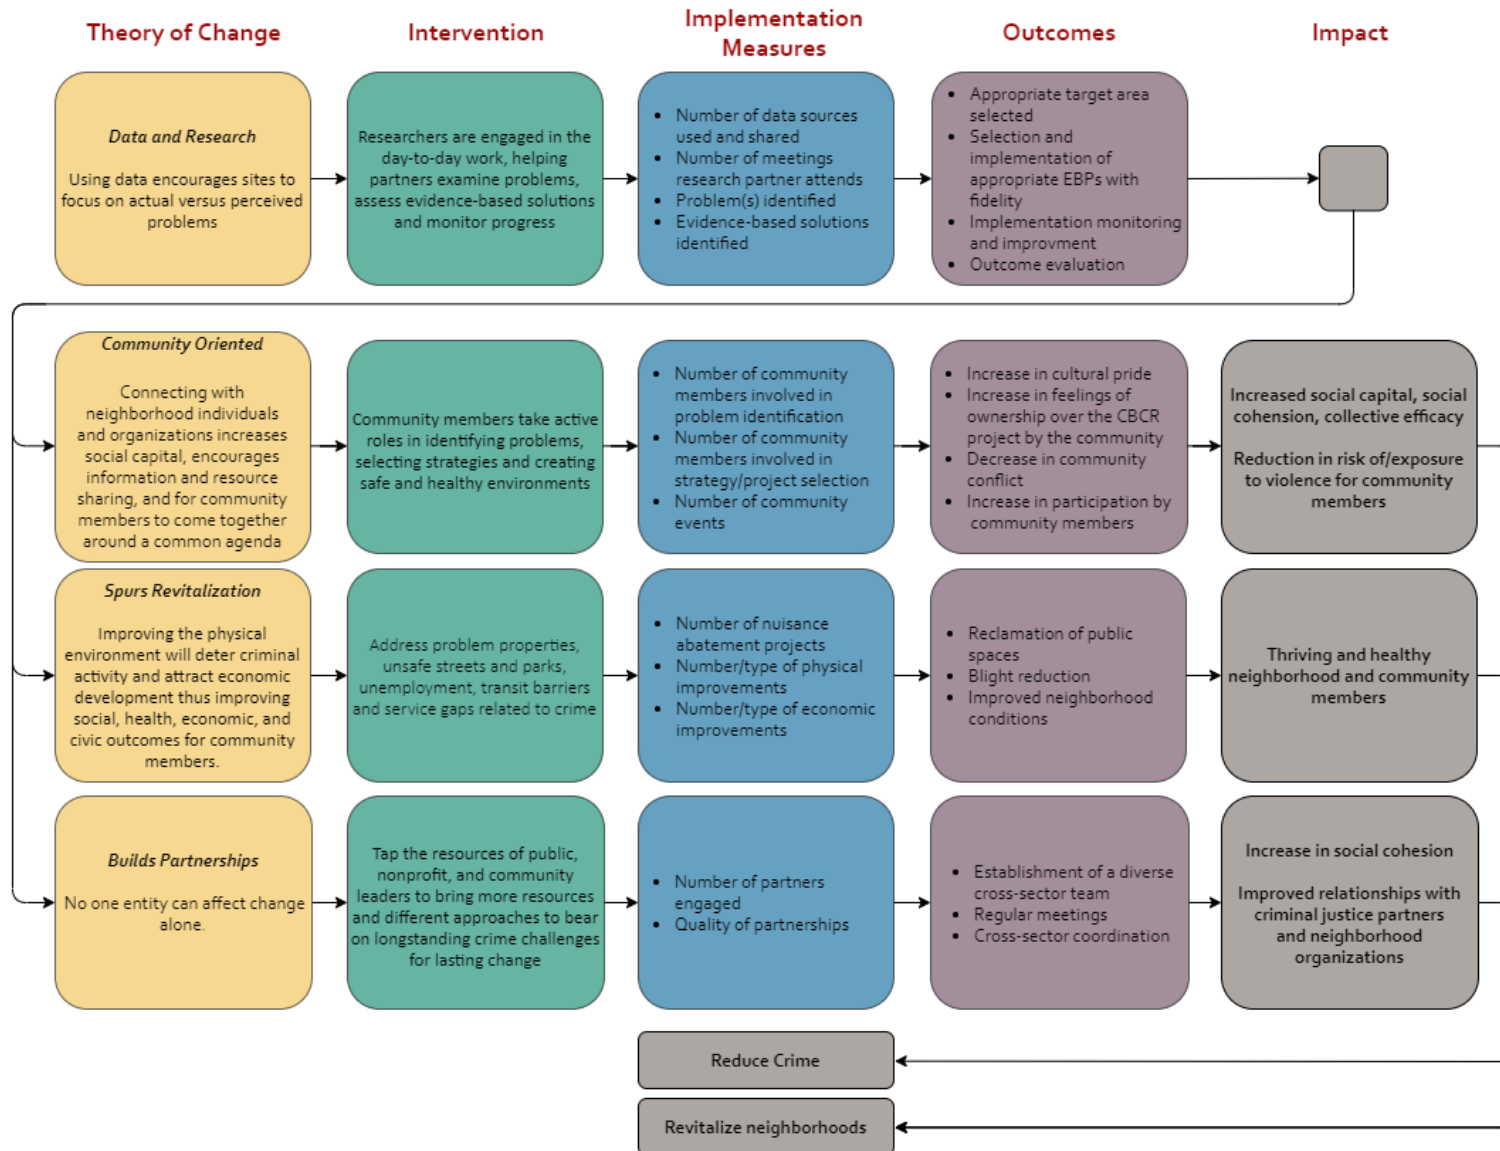 Theory of Change
Intervention
Implementation
Measures
Outcomes
Impact
Data and Research
Using data encourages sites to
focus on actual versus perceived
problems
Researchers are engaged in the
day-to-day work, helping
partners examine problems,
assess evidence-based solutions
and monitor progress
• Number of data sources
used and shared
• Number of meetings
research partner attends
• Problem(s) identified
• Evidence-based solutions
identified
• Appropriate target area
selected
• Selection and
implementation of
appropriate EBPs with
fidelity
• Implementation monitoring
and improvment
• Outcome evaluation
Community Oriented
Connecting with
neighborhood individuals
and organizations increases
social capital, encourages
information and resource
sharing, and for community
members to come together
around a common agenda
Community members take active
roles in identifying problems,
selecting strategies and creating
safe and healthy environments
• Number of community
members involved in
problem identification
• Number of community
members involved in
strategy/project selection
• Number of community
events
• Increase in cultural pride
• Increase in feelings of
ownership over the CBCR
project by the community
• Decrease in community
conflict
• Increase in participation by
community members
Increased social capital, social
cohension, collective efficacy
Reduction in risk of/exposure
to violence for community
members
Spurs Revitalization
Improving the physical
environment will deter criminal
activity and attract economic
development thus improving
social, health, economic, and
civic outcomes for community
members.
Address problem properties,
unsafe streets and parks,
unemployment, transit barriers
and service gaps related to crime
• Number of nuisance
abatement projects
• Number/type of physical
improvements
• Number/type of economic
improvements
• Reclamation of public
spaces
• Blight reduction
• Improved neighborhood
conditions
Thriving and healthy
neighborhood and community
members
Builds Partnerships
No one entity can affect change
alone.
Tap the resources of public,
nonprofit, and community
leaders to bring more resources
and different approaches to bear
on longstanding crime challenges
for lasting change
• Number of partners
engaged
• Quality of partnerships
• Establishment of a diverse
cross-sector team
• Regular meetings
• Cross-sector coordination
Increase in social cohesion
Improved relationships with
criminal justice partners
and neighborhood
organizations
Reduce Crime
Revitalize neighborhoods